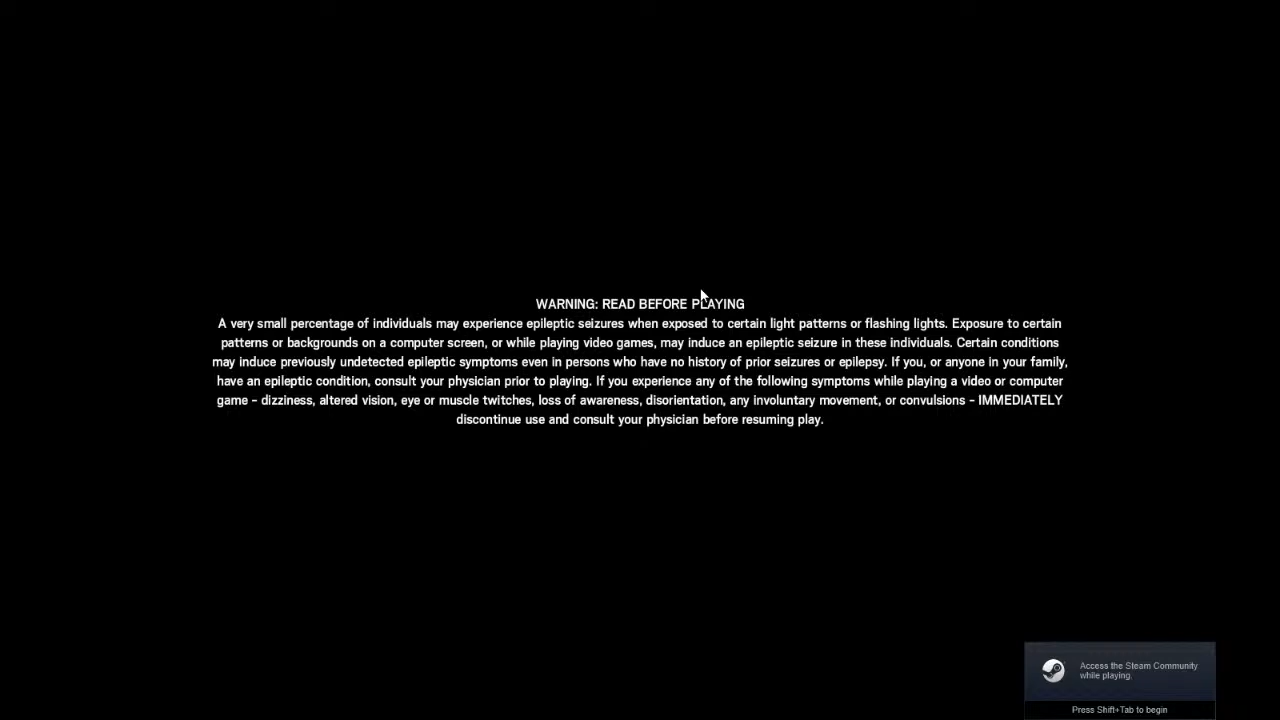 WARNING: READ BEFORE PLAYING
A very small percentage of individuals may experience epileptic seizures when exposed to certain light patterns or flashing lights. Exposure to certain
patterns or backgrounds on a computer screen, or while playing video games, may induce an epileptic seizure in these individuals. Certain conditions
may induce previously undetected epileptic symptoms even in persons who have no history of prior seizures or epilepsy. If you, or anyone in your family,
have an epileptic condition, consult your physician prior to playing. If you experience any of the following symptoms while playing a video or computer
game - dizziness, altered vision, eye or muscle twitches, loss of awareness, disorientation, any involuntary movement, or convulsions - IMMEDIATELY
discontinue use and consult your physician before resuming play.
Access the Steam Community
while playing.
Press Shift+Tab to begin